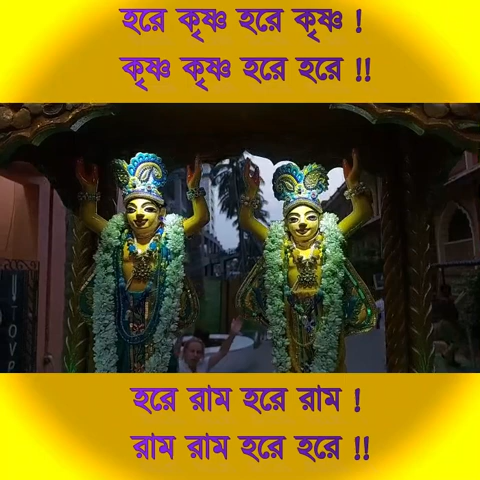 হরে কৃষ্ণ হরে কৃষ্ণ !
কৃষ্ণ কৃষ্ণ হরে হরে !!
হরে রাম হরে রাম !
রাম রাম হরে হরে !!